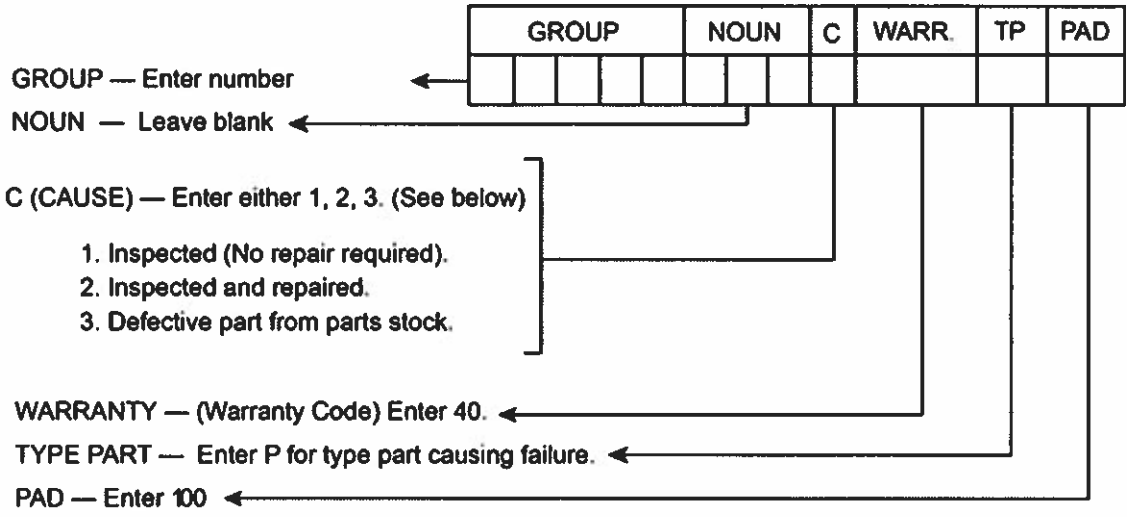 GROUP NOUN C WARR. TP PAD
GROUP — Enter number
NOUN — Leave blank
C (CAUSE) — Enter either 1, 2, 3. (See below)
1. Inspected (No repair required).
2. Inspected and repaired.
3. Defective part from parts stock.
WARRANTY — (Warranty Code) Enter 40.
TYPE PART — Enter P for type part causing failure.
PAD — Enter 100